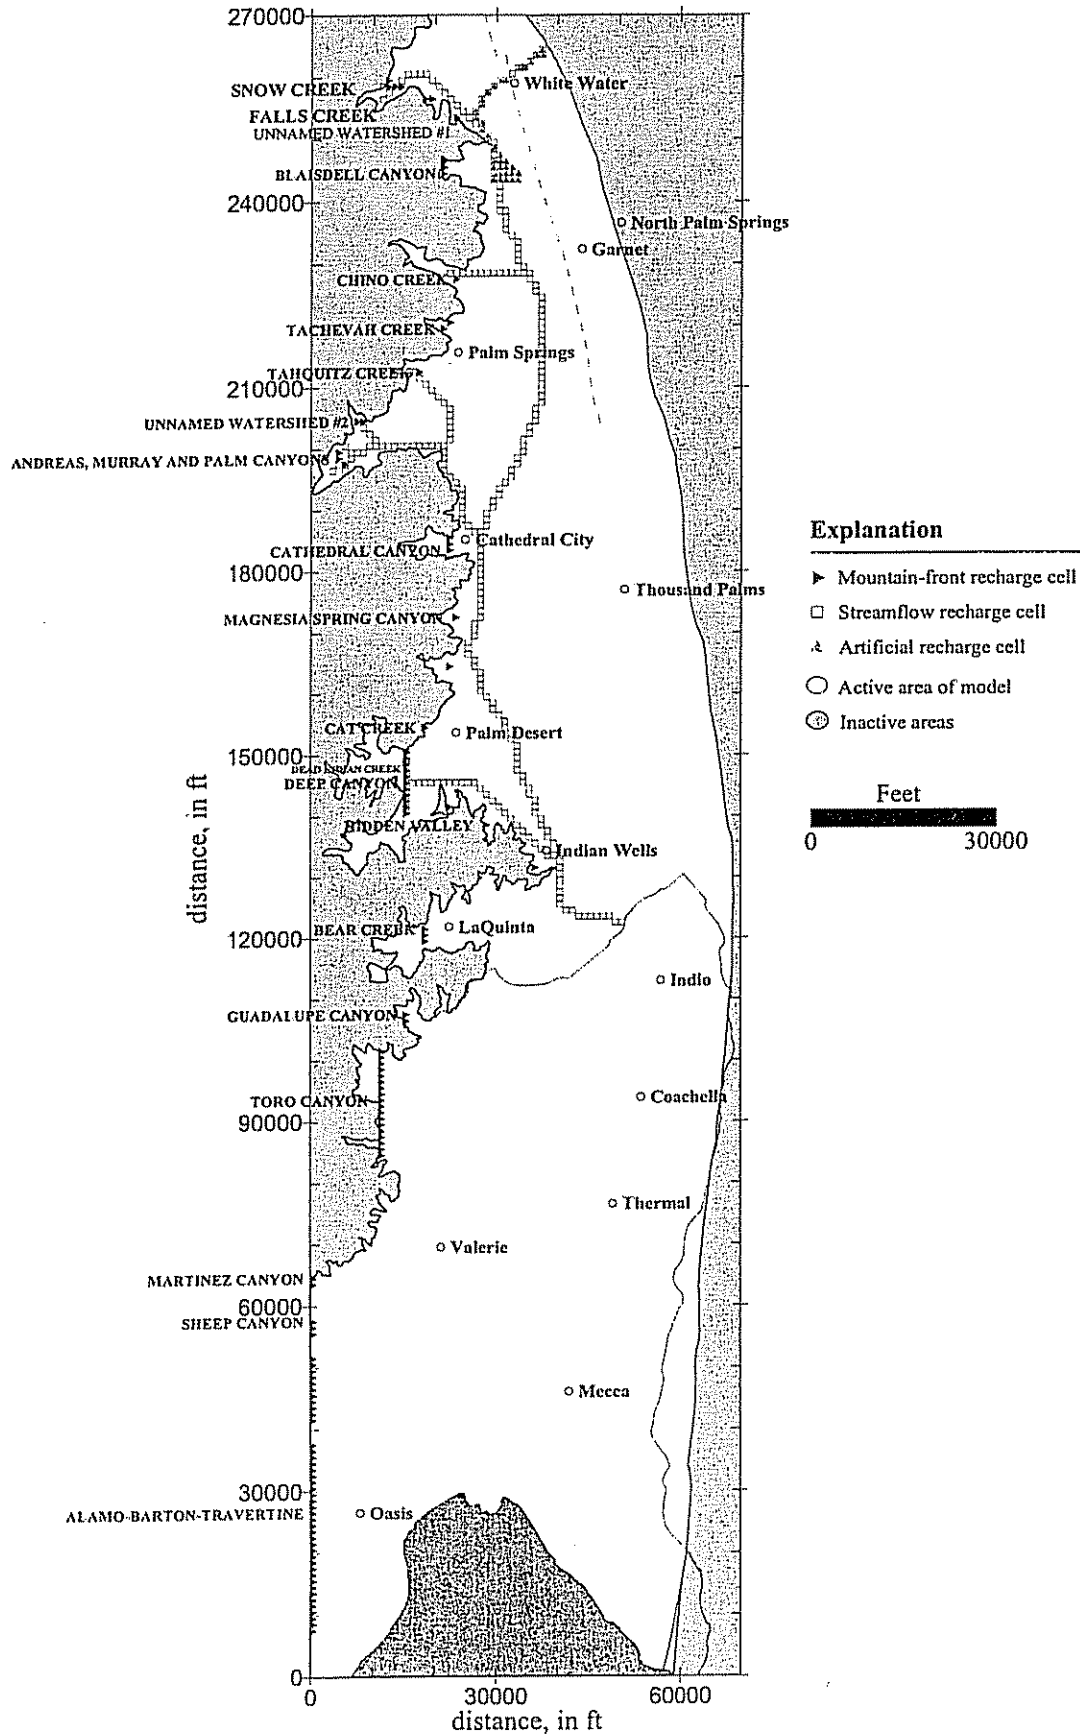 270000
SNOW CREEK
White Water
FALLS CREEK
UNNAMED WATERSHED #1
BLAISDELL CANYON
240000
North Palm Springs
Garnet
CHINO CREEK
TACHEVAH CREEK
Palm Springs
TAHQUITZ CREEK
210000
UNNAMED WATERSHED #2
ANDREAS, MURRAY AND PALM CANYONS
Cathedral City
CATHEDRAL CANYON
180000
Thousand Palms
MAGNESIA SPRING CANYON
CAT CREEK
Palm Desert
150000
DEAD INDIAN CREEK
DEEP CANYON
HIDDEN VALLEY
Indian Wells
BEAR CREEK
LaQuinta
120000
Indio
GUADALUPE CANYON
TORO CANYON
Coachella
90000
Thermal
Valerie
MARTINEZ CANYON
60000
SHEEP CANYON
Mecca
30000
ALAMO-BARTON-TRAVERTINE
Oasis
0
0
30000
60000
distance, in ft
distance, in ft
Explanation
Mountain-front recharge cell
Streamflow recharge cell
Artificial recharge cell
Active area of model
Inactive areas
Feet
0 30000